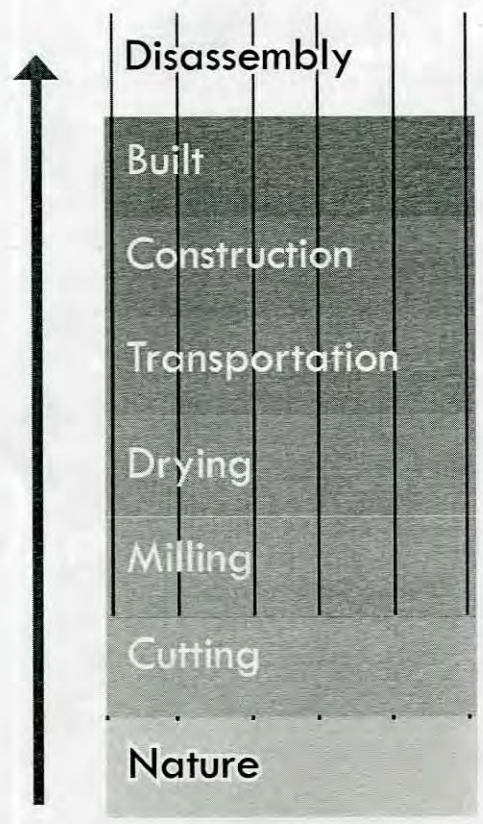 Disassembly
Built
Construction
Transportation
Drying
Milling
Cutting
Nature